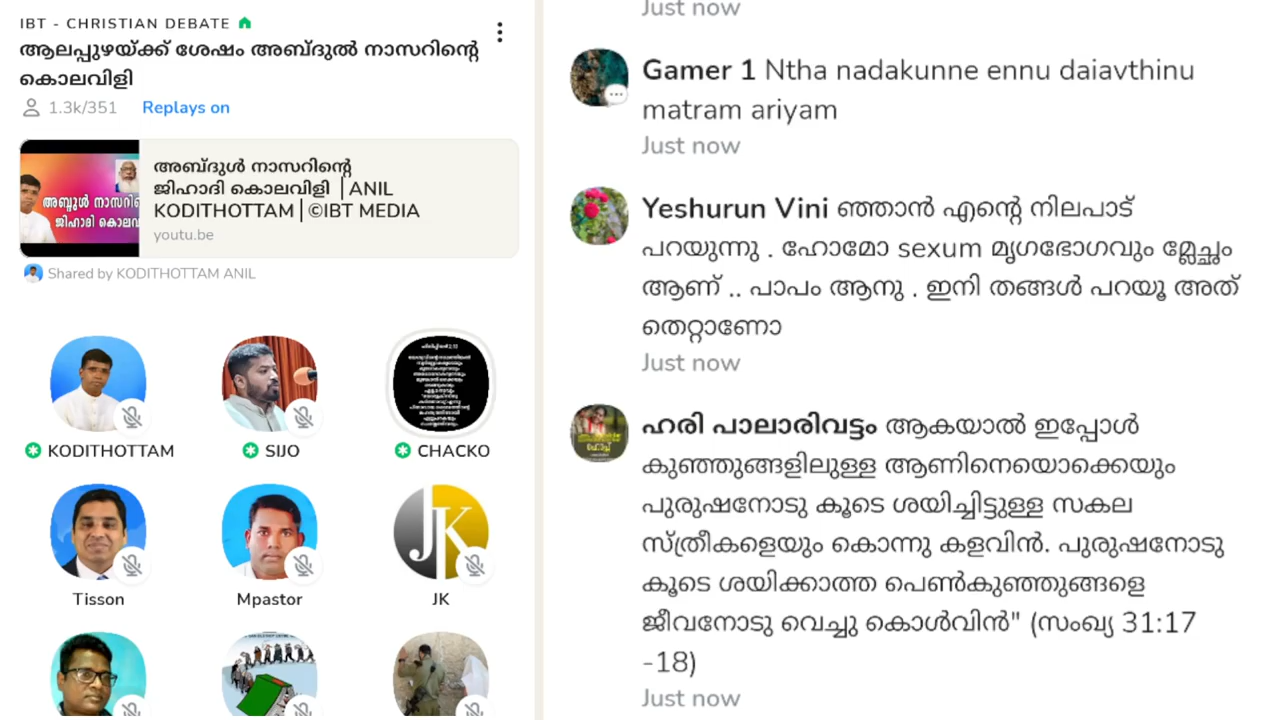 IBT - CHRISTIAN DEBATE
ആലപ്പുഴയ്ക്ക് ശേഷം അബ്ദുൽ നാസറിന്റെ
കൊലവിളി
1.3k/351 Replays on
അബ്ദുൾ നാസറിന്റെ
ജിഹാദി കൊലവിളി │ANIL
KODITHOTTAM│©IBT MEDIA
youtu.be
Shared by KODITHOTTAM ANIL
KODITHOTTAM
SIJO
CHACKO
Tisson
Mpastor
JK
Just now
Gamer 1 Ntha nadakunne ennu daiavthinu
matram ariyam
Just now
Yeshurun Vini ഞ്ഞാൻ എന്റെ നിലപാട്
പറയുന്നു . ഹോമോ sexum മൃഗഭോഗവും മ്ലേച്ഛം
ആണ് .. പാപം ആനു . ഇനി തങ്ങൾ പറയൂ അത്
തെറ്റാണോ
Just now
ഹരി പാലാരിവട്ടം ആകയാൽ ഇപ്പോൾ
കുഞ്ഞുങ്ങളിലുള്ള ആണിനെയൊക്കെയും
പുരുഷനോടു കൂടെ ശയിച്ചിട്ടുള്ള സകല
സ്ത്രീകളെയും കൊന്നു കളവിൻ. പുരുഷനോടു
കൂടെ ശയിക്കാത്ത പെൺകുഞ്ഞുങ്ങളെ
ജീവനോടു വെച്ചു കൊൾവിൻ" (സംഖ്യ 31:17
-18)
Just now